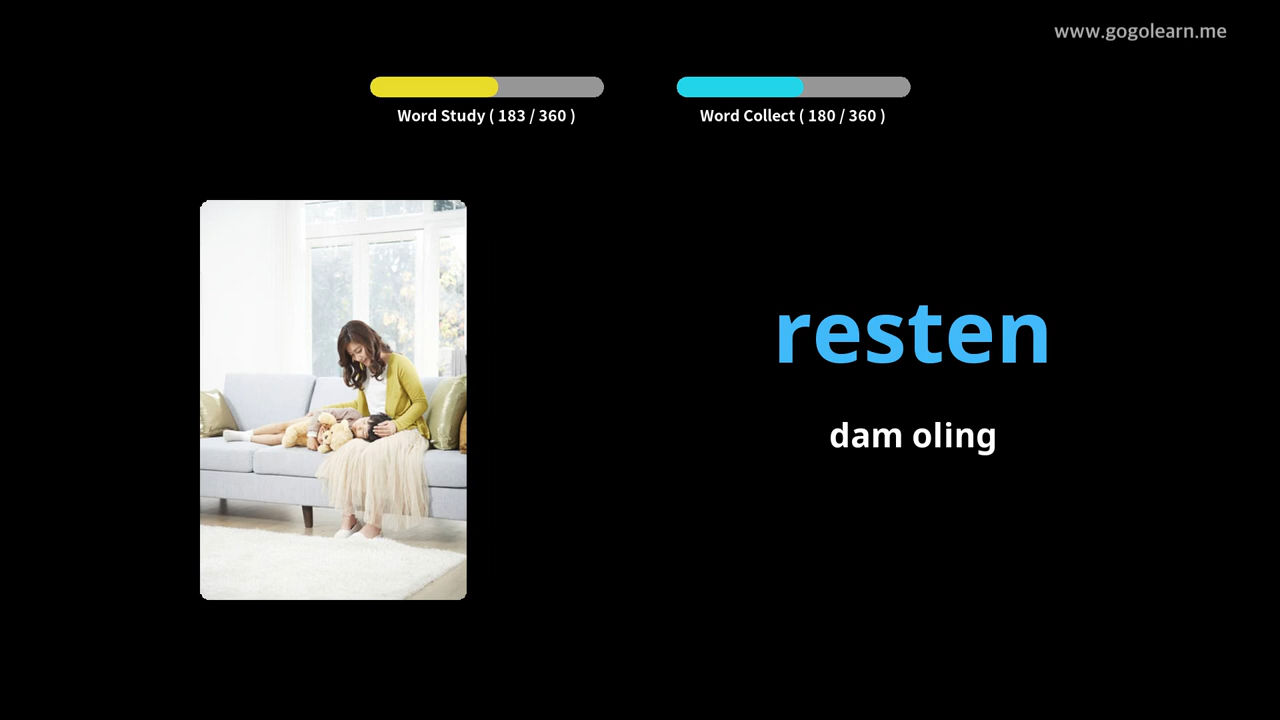 www.gogolearn.me
Word Study ( 183 / 360 )
Word Collect ( 180 / 360 )
resten
dam oling